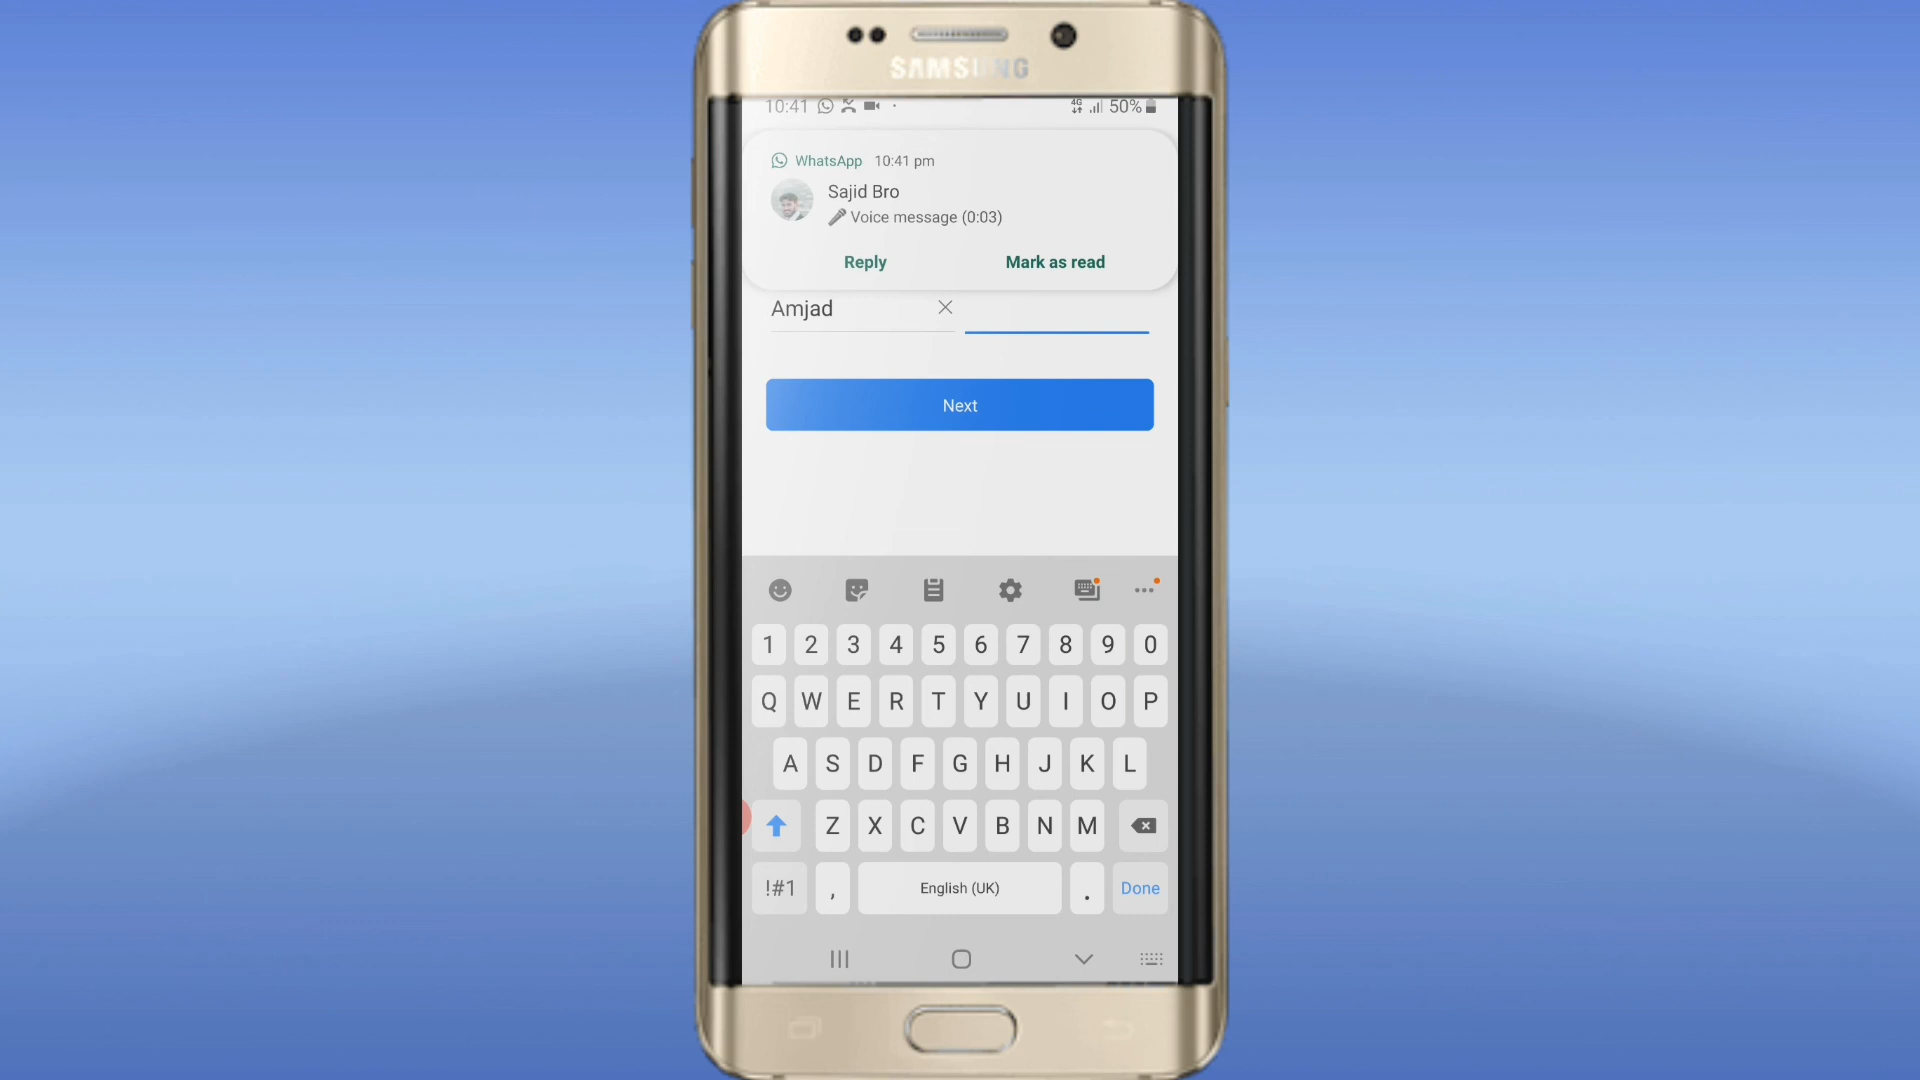 SAMSUNG
10:41 4G 50%
WhatsApp 10:41 pm
Sajid Bro
Voice message (0:03)
Reply Mark as read
Amjad
Next
1 2 3 4 5 6 7 8 9 0
Q W E R T Y U I O P
A S D F G H J K L
Z X C V B N M
!#1 , English (UK) . Done